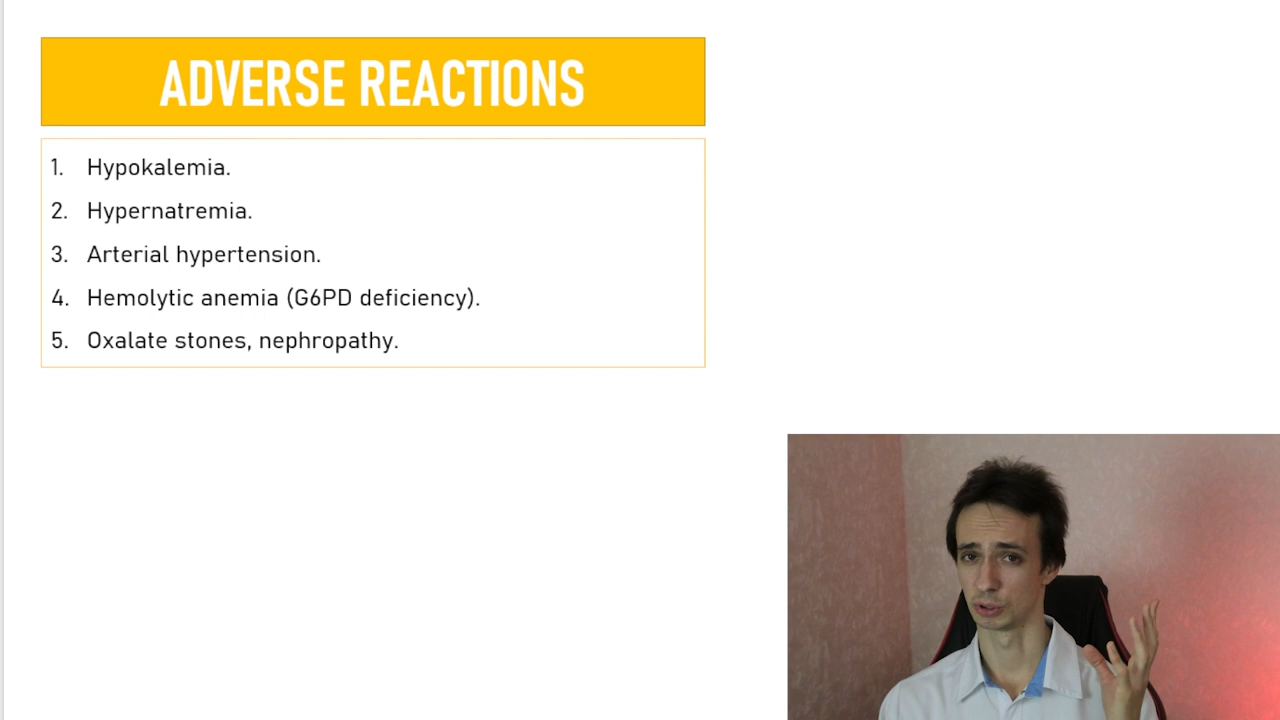 ADVERSE REACTIONS
1. Hypokalemia.
2. Hypernatremia.
3. Arterial hypertension.
4. Hemolytic anemia (G6PD deficiency).
5. Oxalate stones, nephropathy.